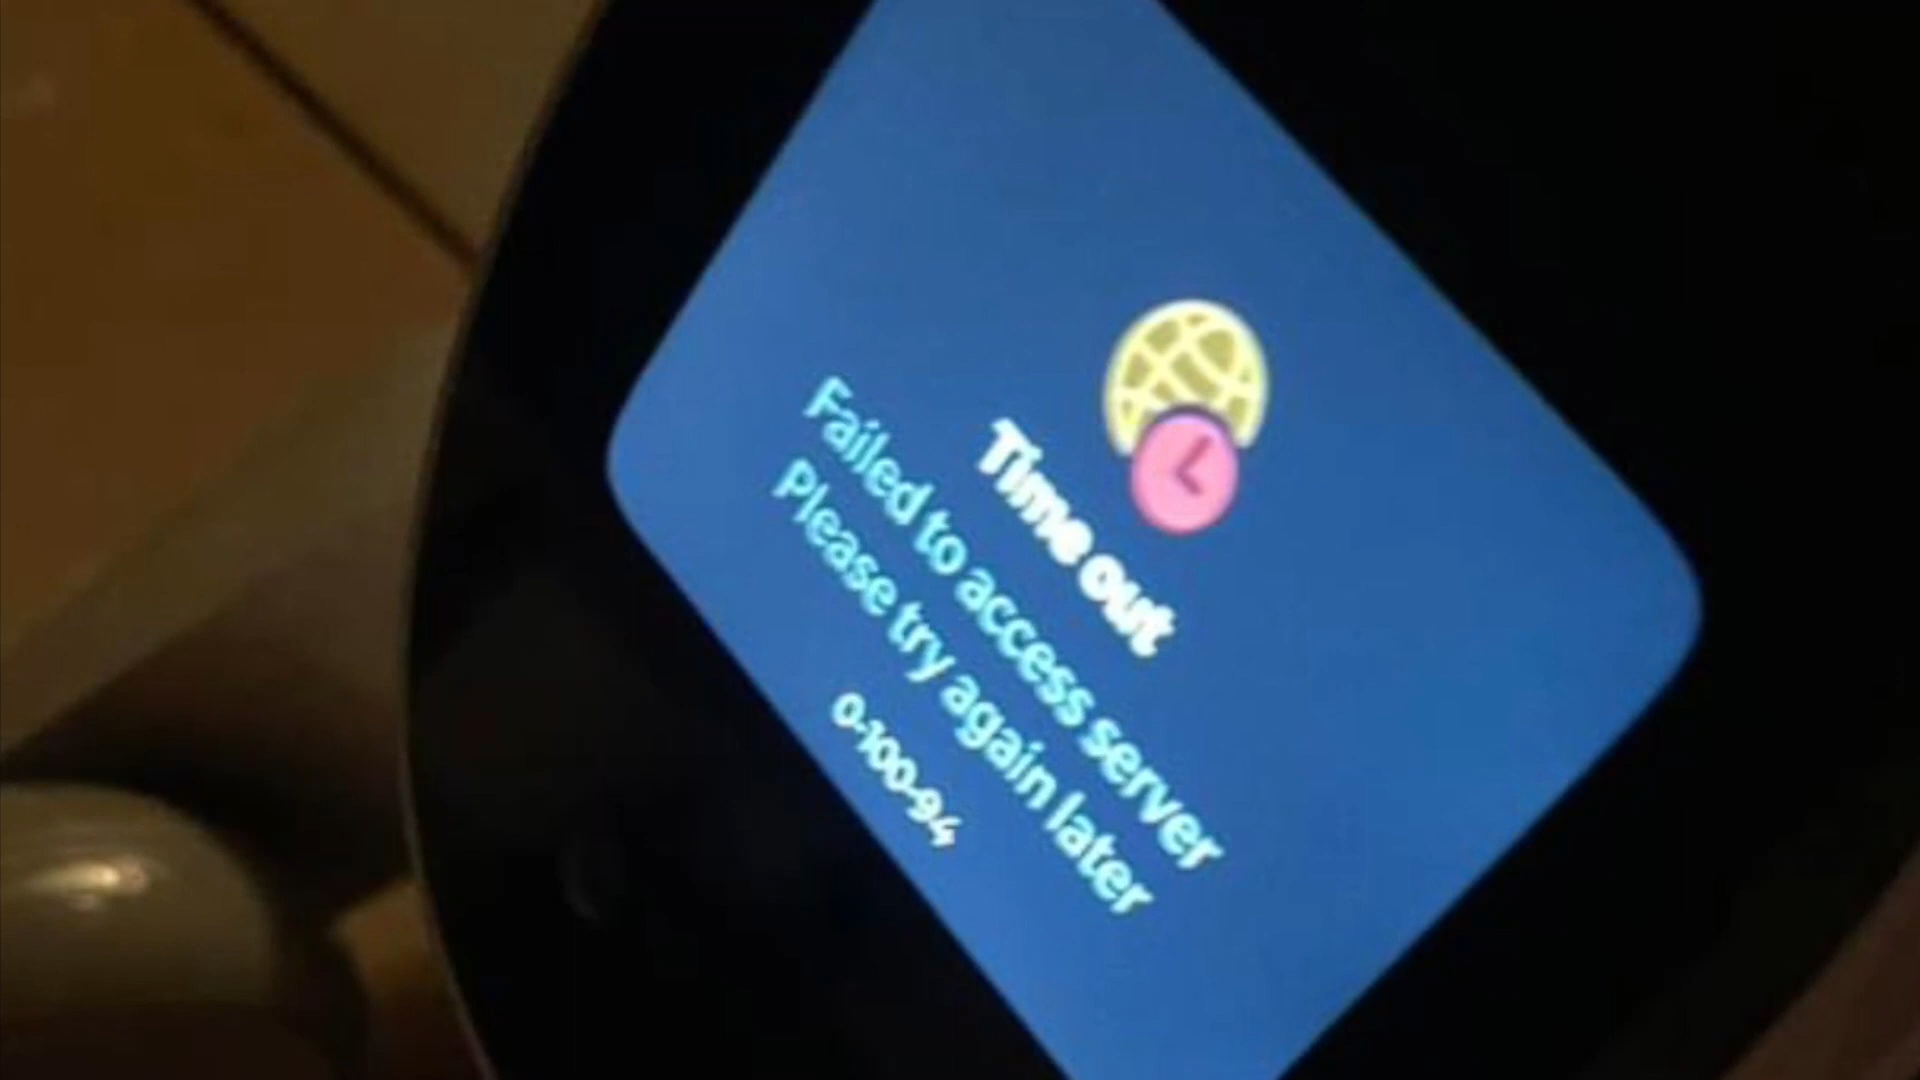 Time out
Failed to access server
Please try again later
0-100-94